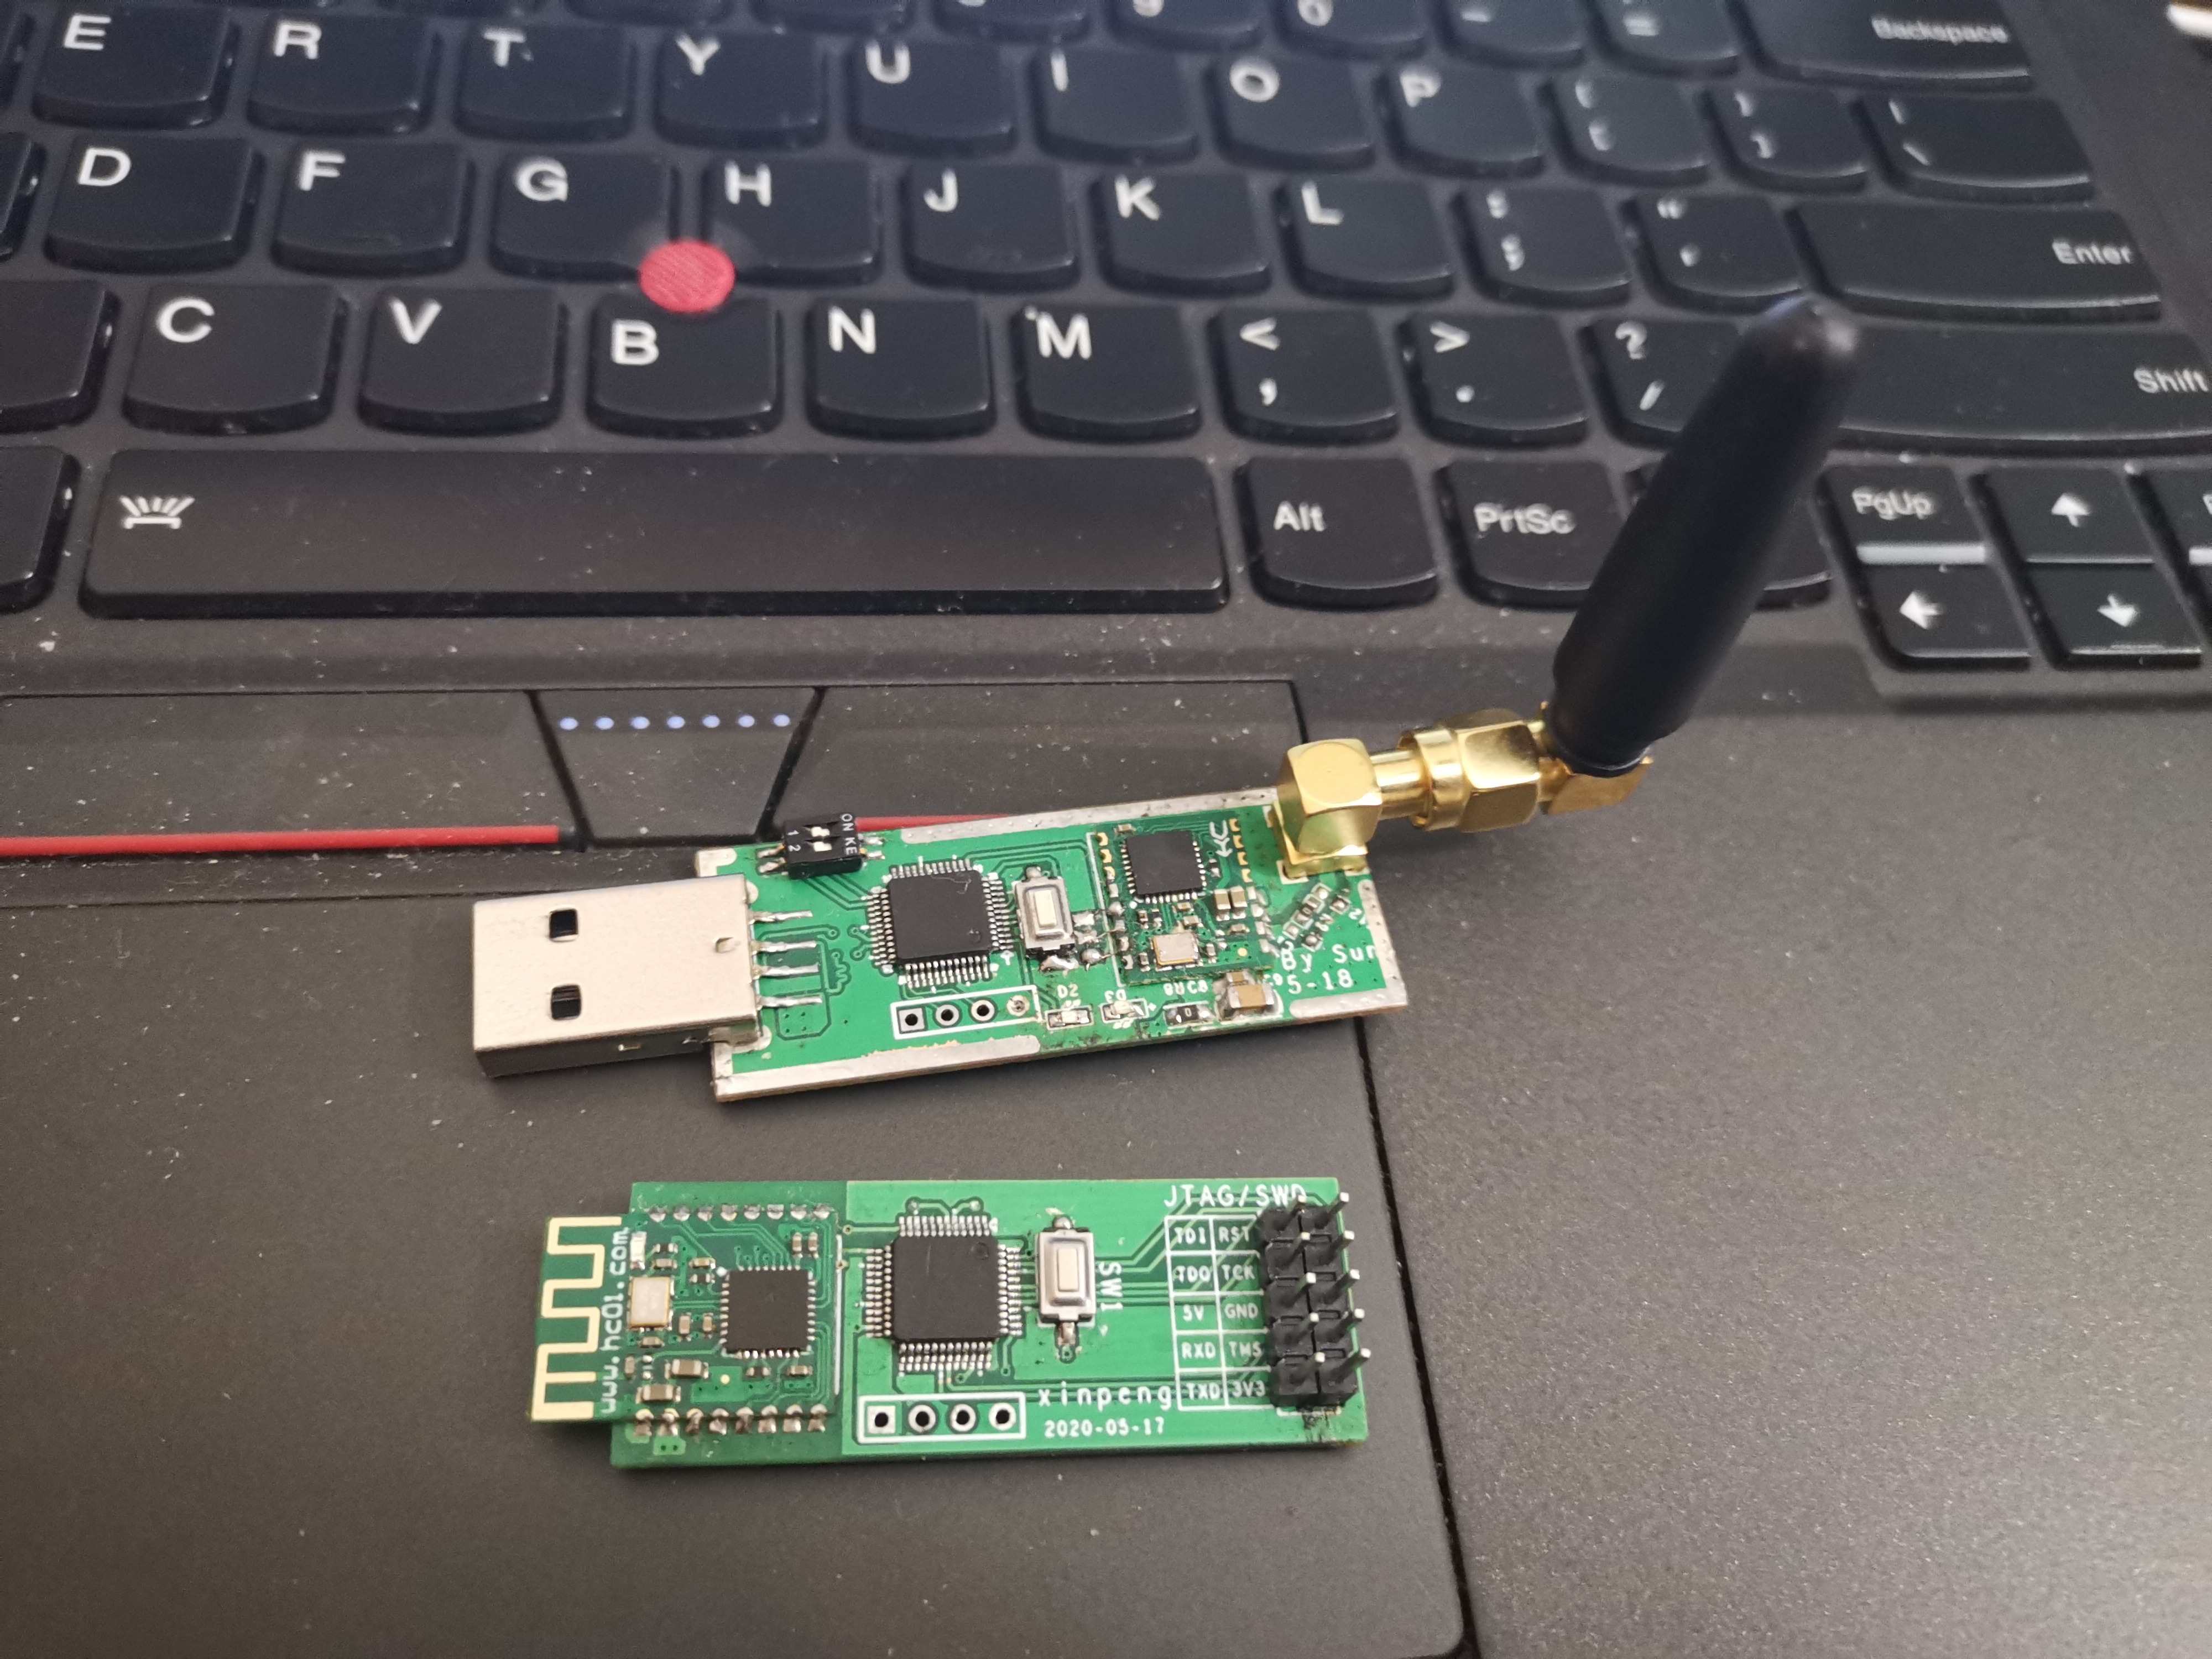 Backspace
E R T Y U I O P
D F G H J K L
Enter
C V B N M < , > . ? /
Shift
Alt PrtSc PgUp
ON KE
1 2
D2 D3
By Sun
5-18
JTAG/SWD
TDI RST
TDO TCK
5V GND
RXD TMS
TXD 3V3
SW1
www.hc01.com
xinpeng
2020-05-17